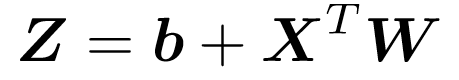 Z = b + X^T W